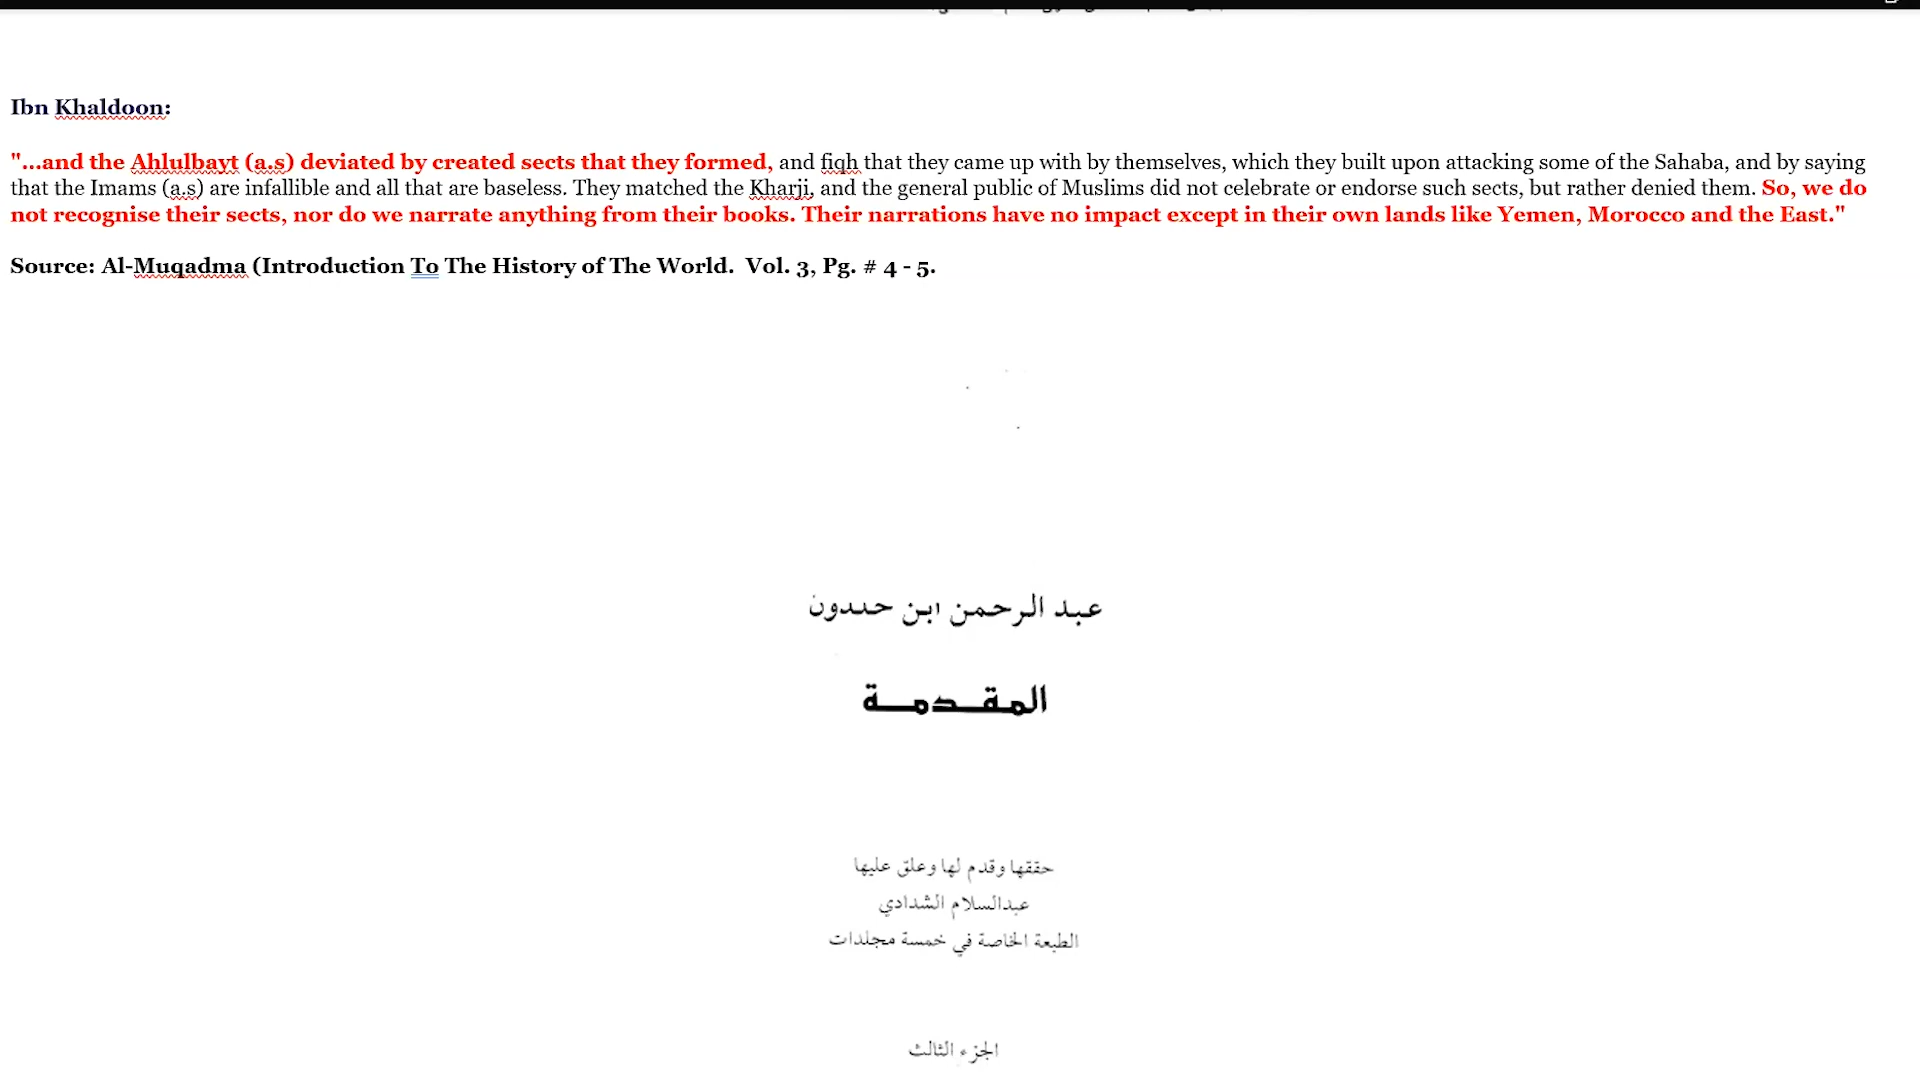 Ibn Khaldoon:
"...and the Ahlulbayt (a.s) deviated by created sects that they formed, and fiqh that they came up with by themselves, which they built upon attacking some of the Sahaba, and by saying
that the Imams (a.s) are infallible and all that are baseless. They matched the Kharji, and the general public of Muslims did not celebrate or endorse such sects, but rather denied them. So, we do
not recognise their sects, nor do we narrate anything from their books. Their narrations have no impact except in their own lands like Yemen, Morocco and the East."
Source: Al-Muqadma (Introduction To The History of The World. Vol. 3, Pg. # 4 - 5.
عبد الرحمن ابن خلدون
المقدمة
حققها وقدم لها وعلق عليها
عبدالسلام الشدادي
الطبعة الخاصة في خمسة مجلدات
الجزء الثالث